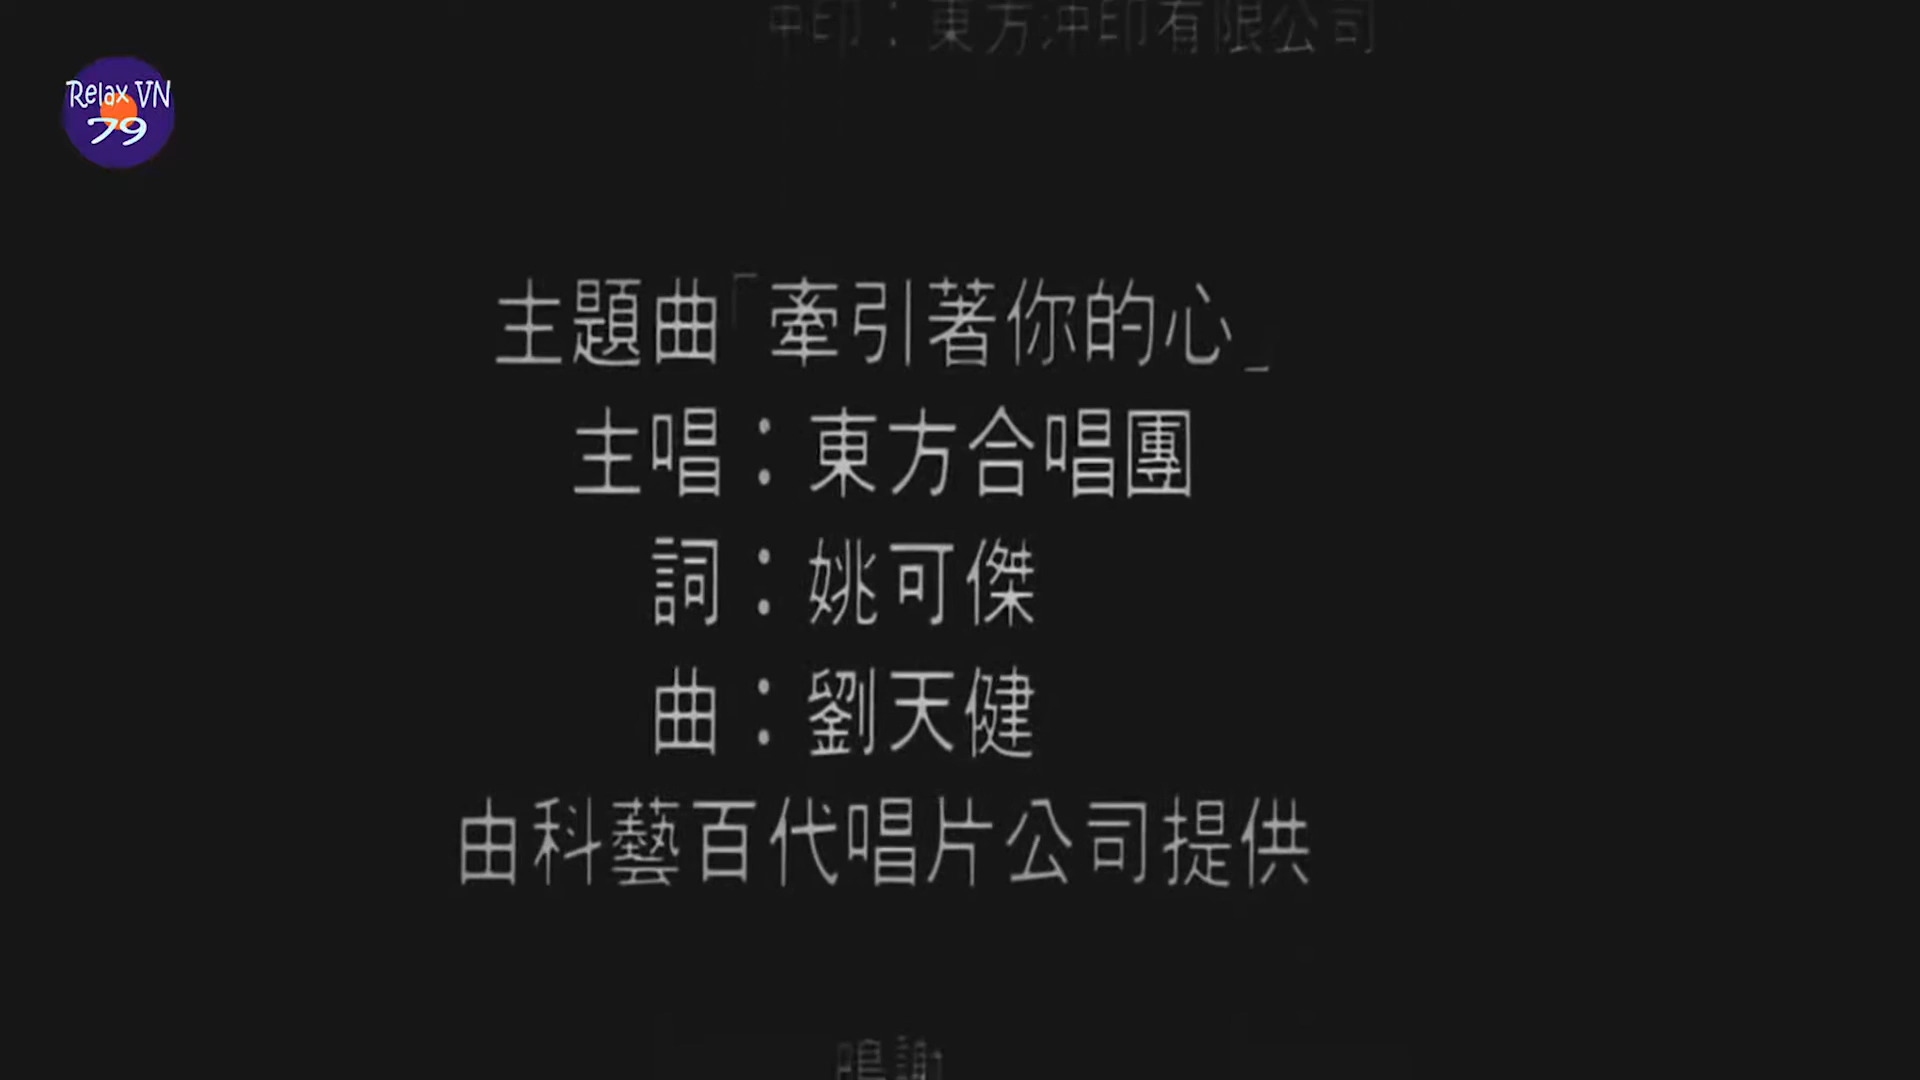 沖印：東方沖印有限公司
Relax VN
79
主題曲「牽引著你的心」
主唱：東方合唱團
詞：姚可傑
曲：劉天健
由科藝百代唱片公司提供
鳴謝